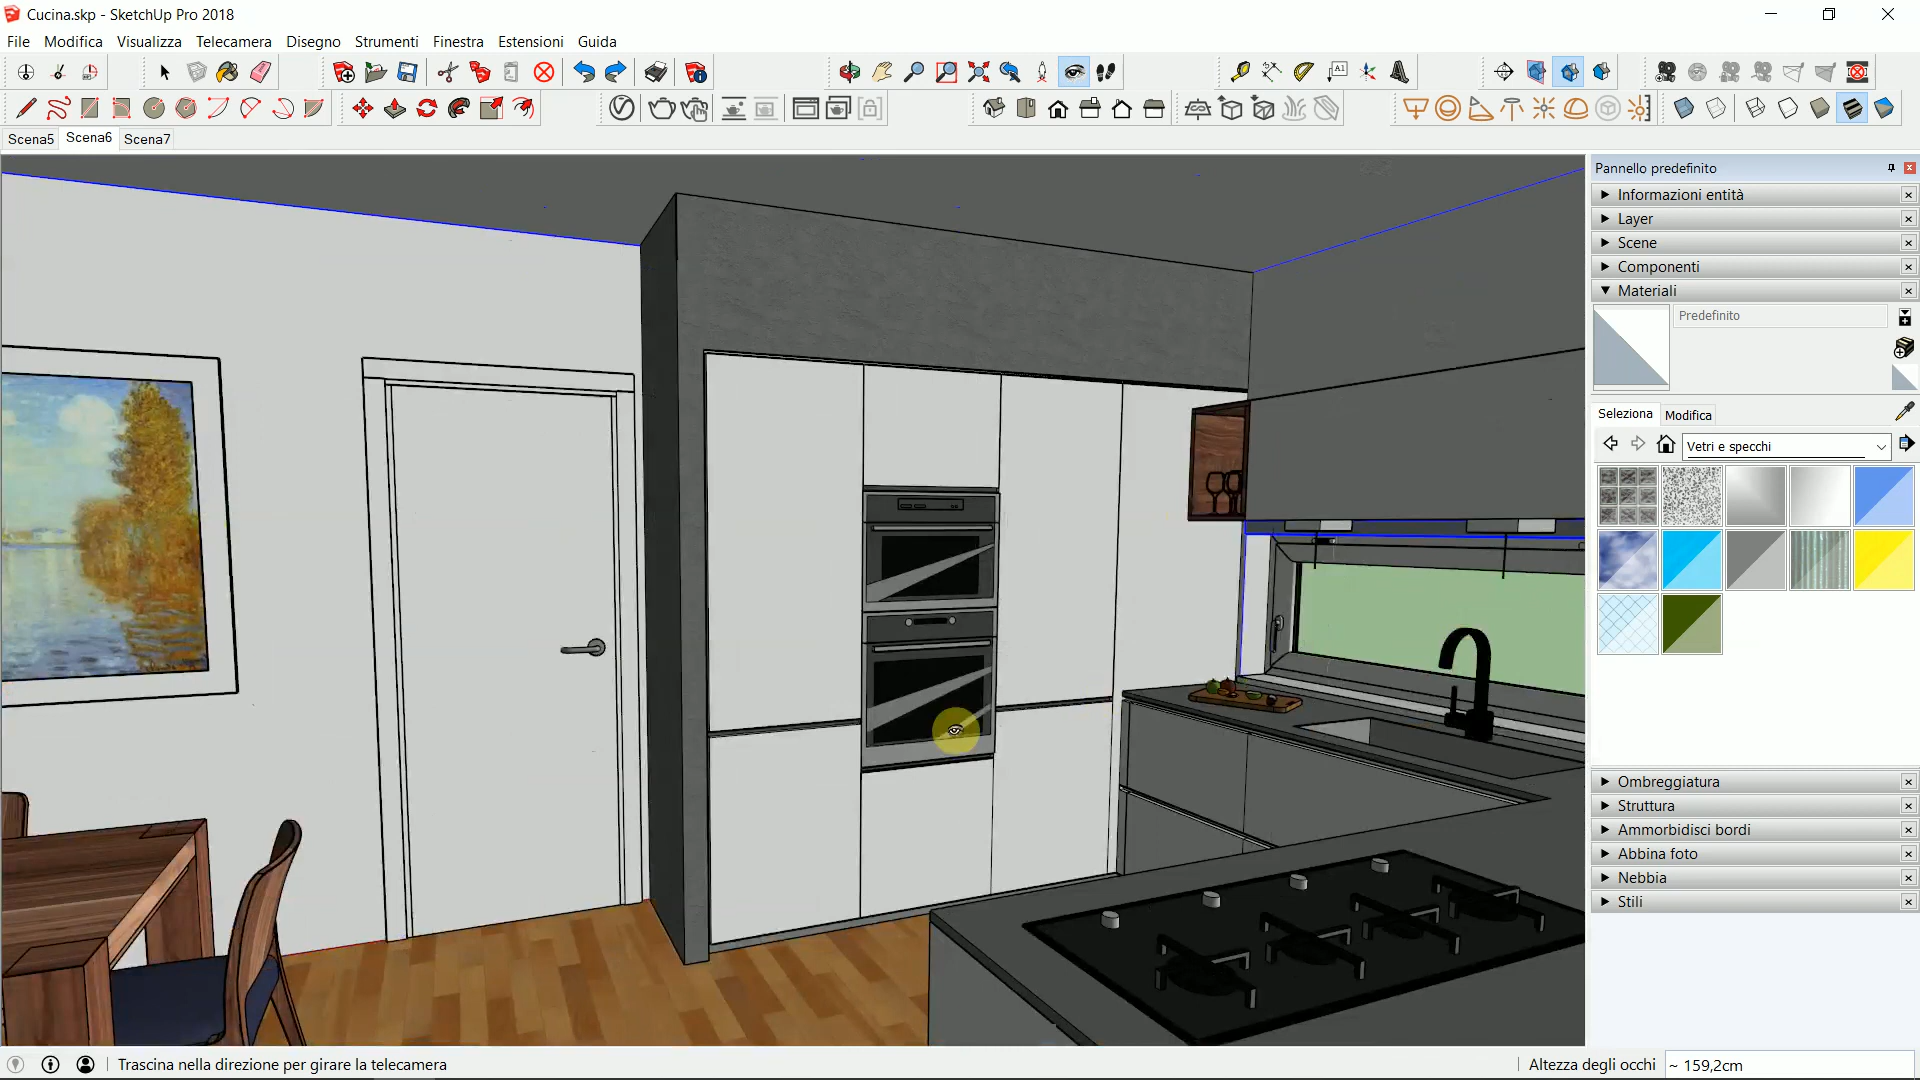 Cucina.skp - SketchUp Pro 2018
File Modifica Visualizza Telecamera Disegno Strumenti Finestra Estensioni Guida
Scena5 Scena6 Scena7
Pannello predefinito
Informazioni entità
Layer
Scene
Componenti
Materiali
Predefinito
Seleziona Modifica
Vetri e specchi
Ombreggiatura
Struttura
Ammorbidisci bordi
Abbina foto
Nebbia
Stili
Trascina nella direzione per girare la telecamera
Altezza degli occhi ~ 159,2cm